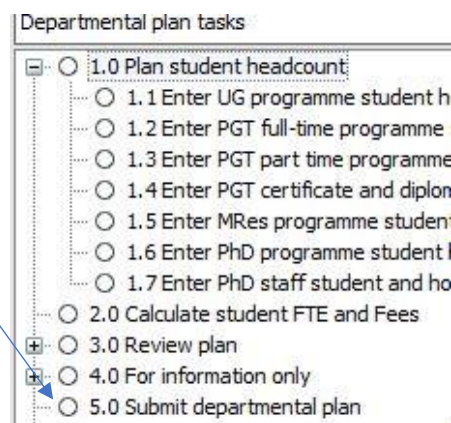 Departmental plan tasks
1.0 Plan student headcount
1.1 Enter UG programme student
1.2 Enter PGT full-time programme
1.3 Enter PGT part time programme
1.4 Enter PGT certificate and
1.5 Enter MRes programme student
1.6 Enter PhD programme student
1.7 Enter PhD staff student and
2.0 Calculate student FTE and Fees
3.0 Review plan
4.0 For information only
5.0 Submit departmental plan